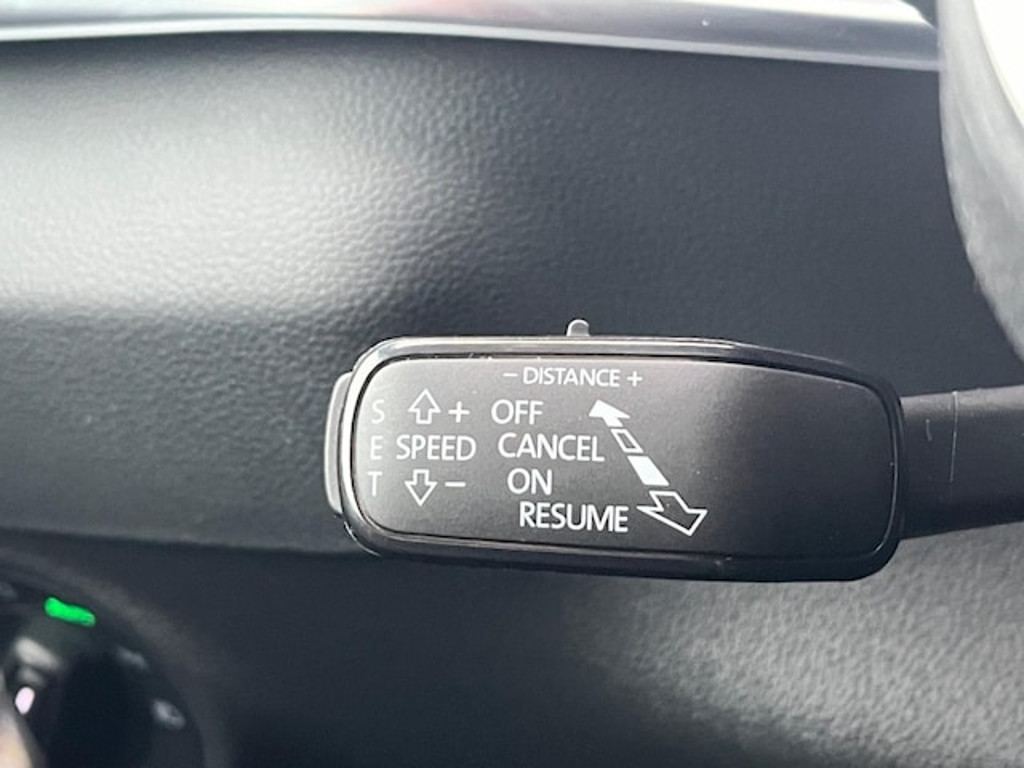 − DISTANCE +
S + OFF
E SPEED CANCEL
T − ON
RESUME